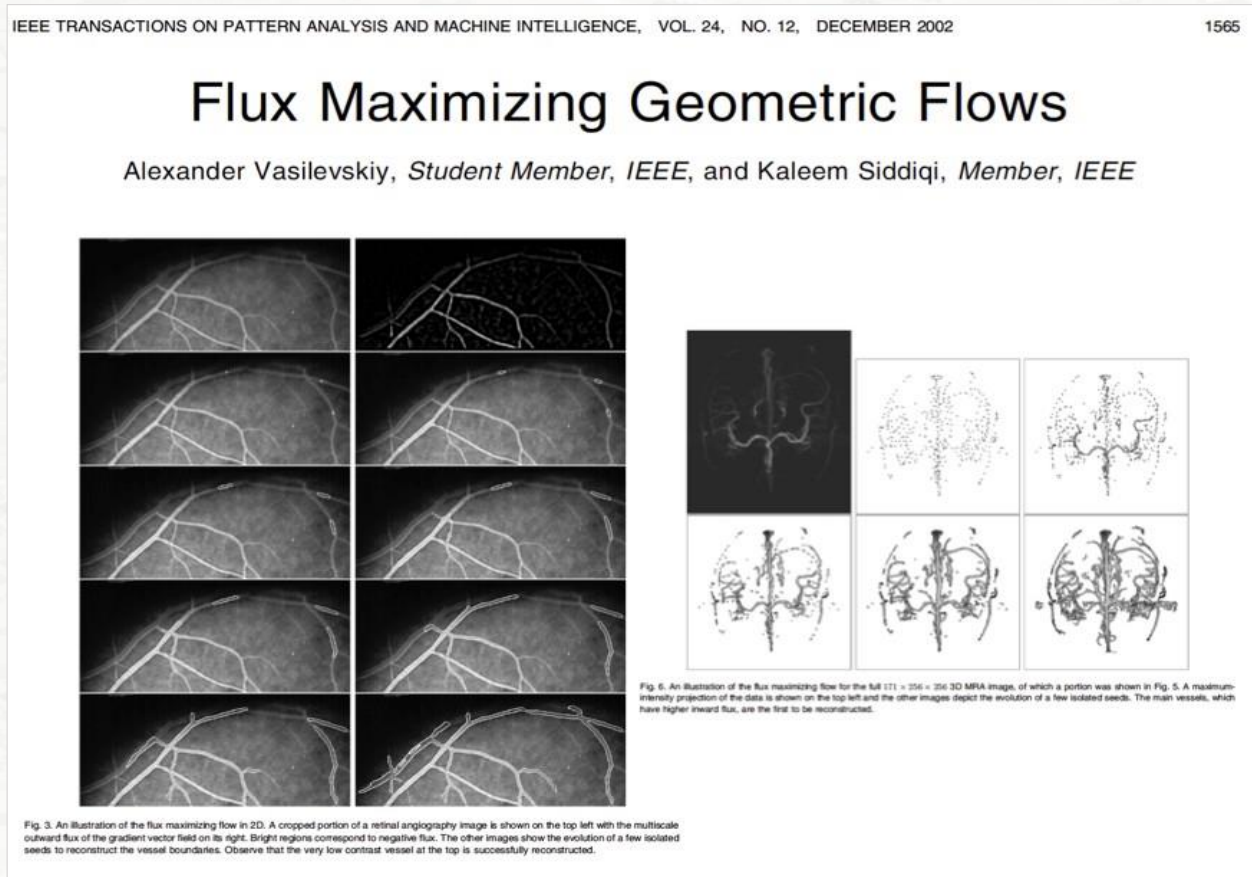 IEEE TRANSACTIONS ON PATTERN ANALYSIS AND MACHINE INTELLIGENCE, VOL. 24, NO. 12, DECEMBER 2002 1565
Flux Maximizing Geometric Flows
Alexander Vasilevskiy, Student Member, IEEE, and Kaleem Siddiqi, Member, IEEE
Fig. 6. An illustration of the flux maximizing flow for the full 171 × 256 × 256 3D MRA image, of which a portion was shown in Fig. 5. A maximum-
intensity projection of the data is shown on the top left and the other images depict the evolution of a few isolated seeds. The main vessels, which
have higher inward flux, are the first to be reconstructed.
Fig. 3. An illustration of the flux maximizing flow in 2D. A cropped portion of a retinal angiography image is shown on the top left with the multiscale
outward flux of the gradient vector field on its right. Bright regions correspond to negative flux. The other images show the evolution of a few isolated
seeds to reconstruct the vessel boundaries. Observe that the very low contrast vessel at the top is successfully reconstructed.